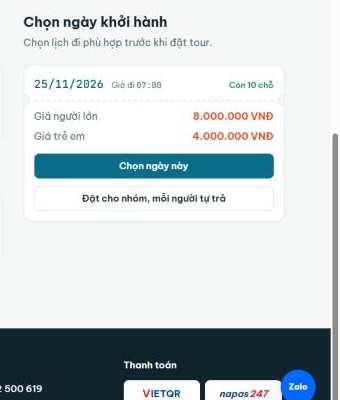 Chọn ngày khởi hành
Chọn lịch đi phù hợp trước khi đặt tour.
25/11/2026 Giờ đi 07:00 Còn 10 chỗ
Giá người lớn 8.000.000 VNĐ
Giá trẻ em 4.000.000 VNĐ
Chọn ngày này
Đặt cho nhóm, mỗi người tự trả
Thanh toán
2 500 619
VIETQR napas 247
Zalo